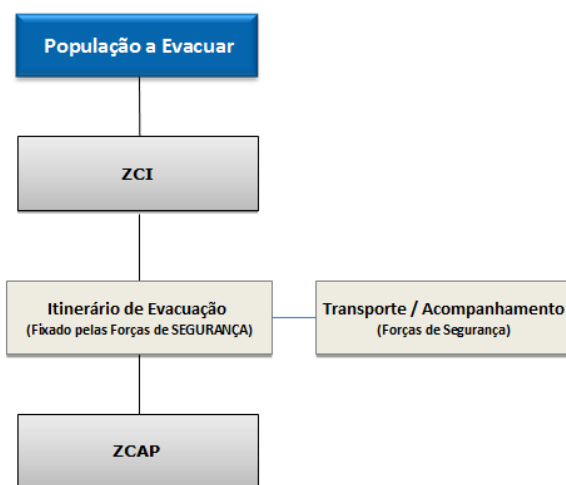 População a Evacuar
ZCI
Itinerário de Evacuação
(Fixado pelas Forças de SEGURANÇA)
Transporte / Acompanhamento
(Forças de Segurança)
ZCAP